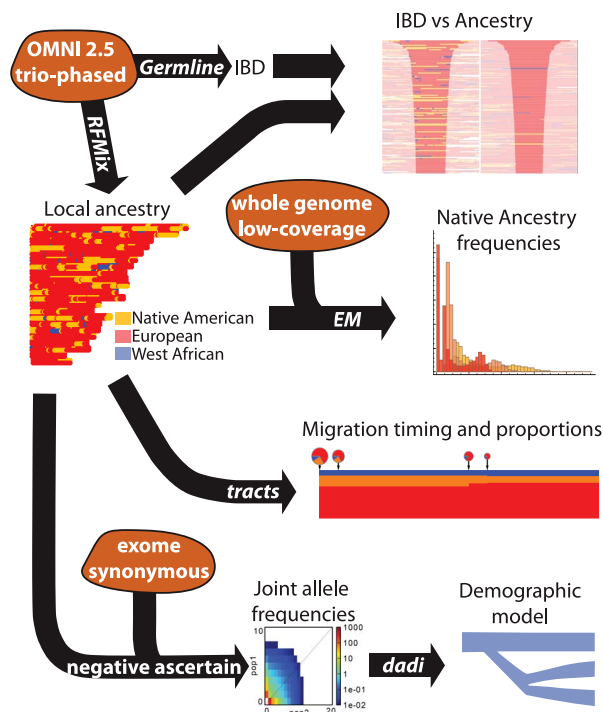 OMNI 2.5
trio-phased
Germline
IBD
IBD vs Ancestry
RFMix
Local ancestry
whole genome
low-coverage
Native Ancestry
frequencies
Native American
European
West African
EM
Migration timing and proportions
tracts
exome
synonymous
Joint allele
frequencies
Demographic
model
negative ascertain
10
pop1
0
0
20
1000
100
10
1
1e-01
1e-02
dadi